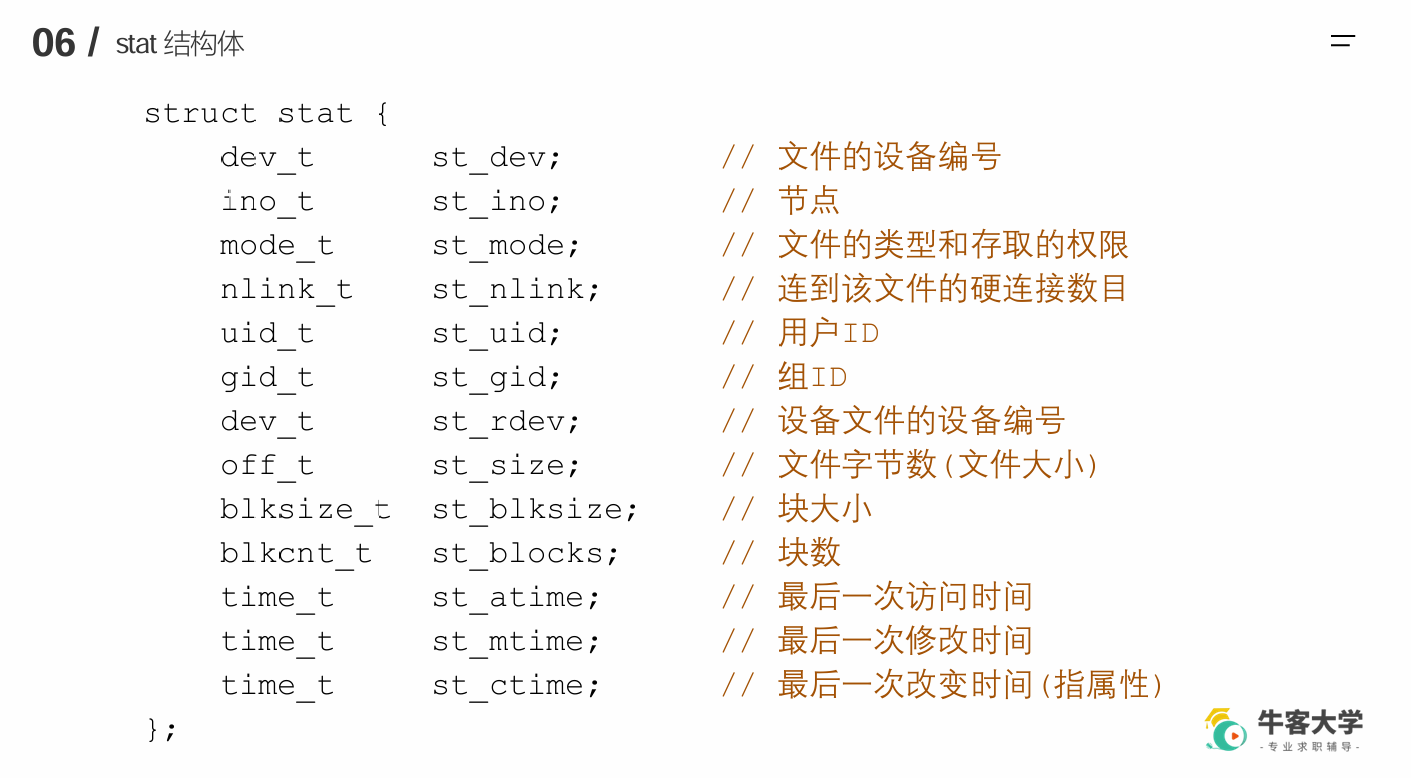 06 / stat 结构体
struct stat {
    dev_t      st_dev;        // 文件的设备编号
    ino_t      st_ino;        // 节点
    mode_t     st_mode;       // 文件的类型和存取的权限
    nlink_t    st_nlink;      // 连到该文件的硬连接数目
    uid_t      st_uid;        // 用户ID
    gid_t      st_gid;        // 组ID
    dev_t      st_rdev;       // 设备文件的设备编号
    off_t      st_size;       // 文件字节数(文件大小)
    blksize_t  st_blksize;    // 块大小
    blkcnt_t   st_blocks;     // 块数
    time_t     st_atime;      // 最后一次访问时间
    time_t     st_mtime;      // 最后一次修改时间
    time_t     st_ctime;      // 最后一次改变时间(指属性)
};
牛客大学
-专业求职辅导-